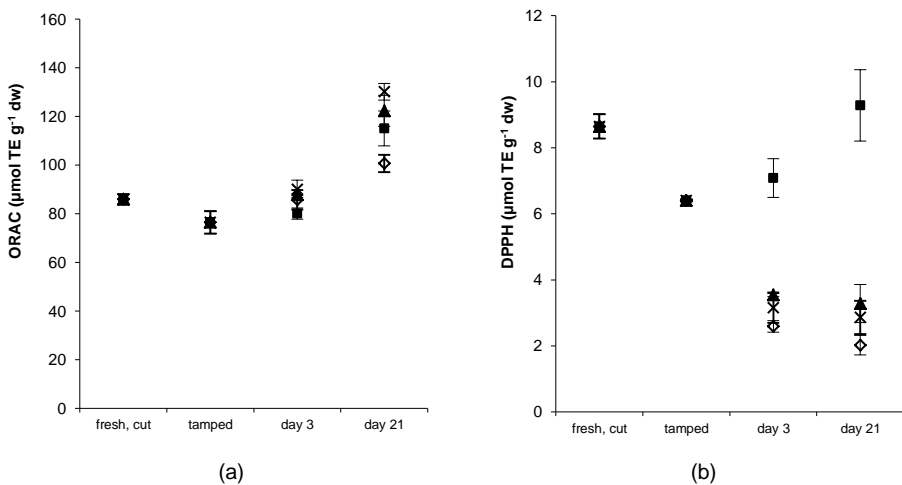 160
140
120
100
80
60
40
20
0
ORAC (µmol TE g⁻¹ dw)
fresh, cut tamped day 3 day 21
(a)
12
10
8
6
4
2
0
DPPH (µmol TE g⁻¹ dw)
fresh, cut tamped day 3 day 21
(b)